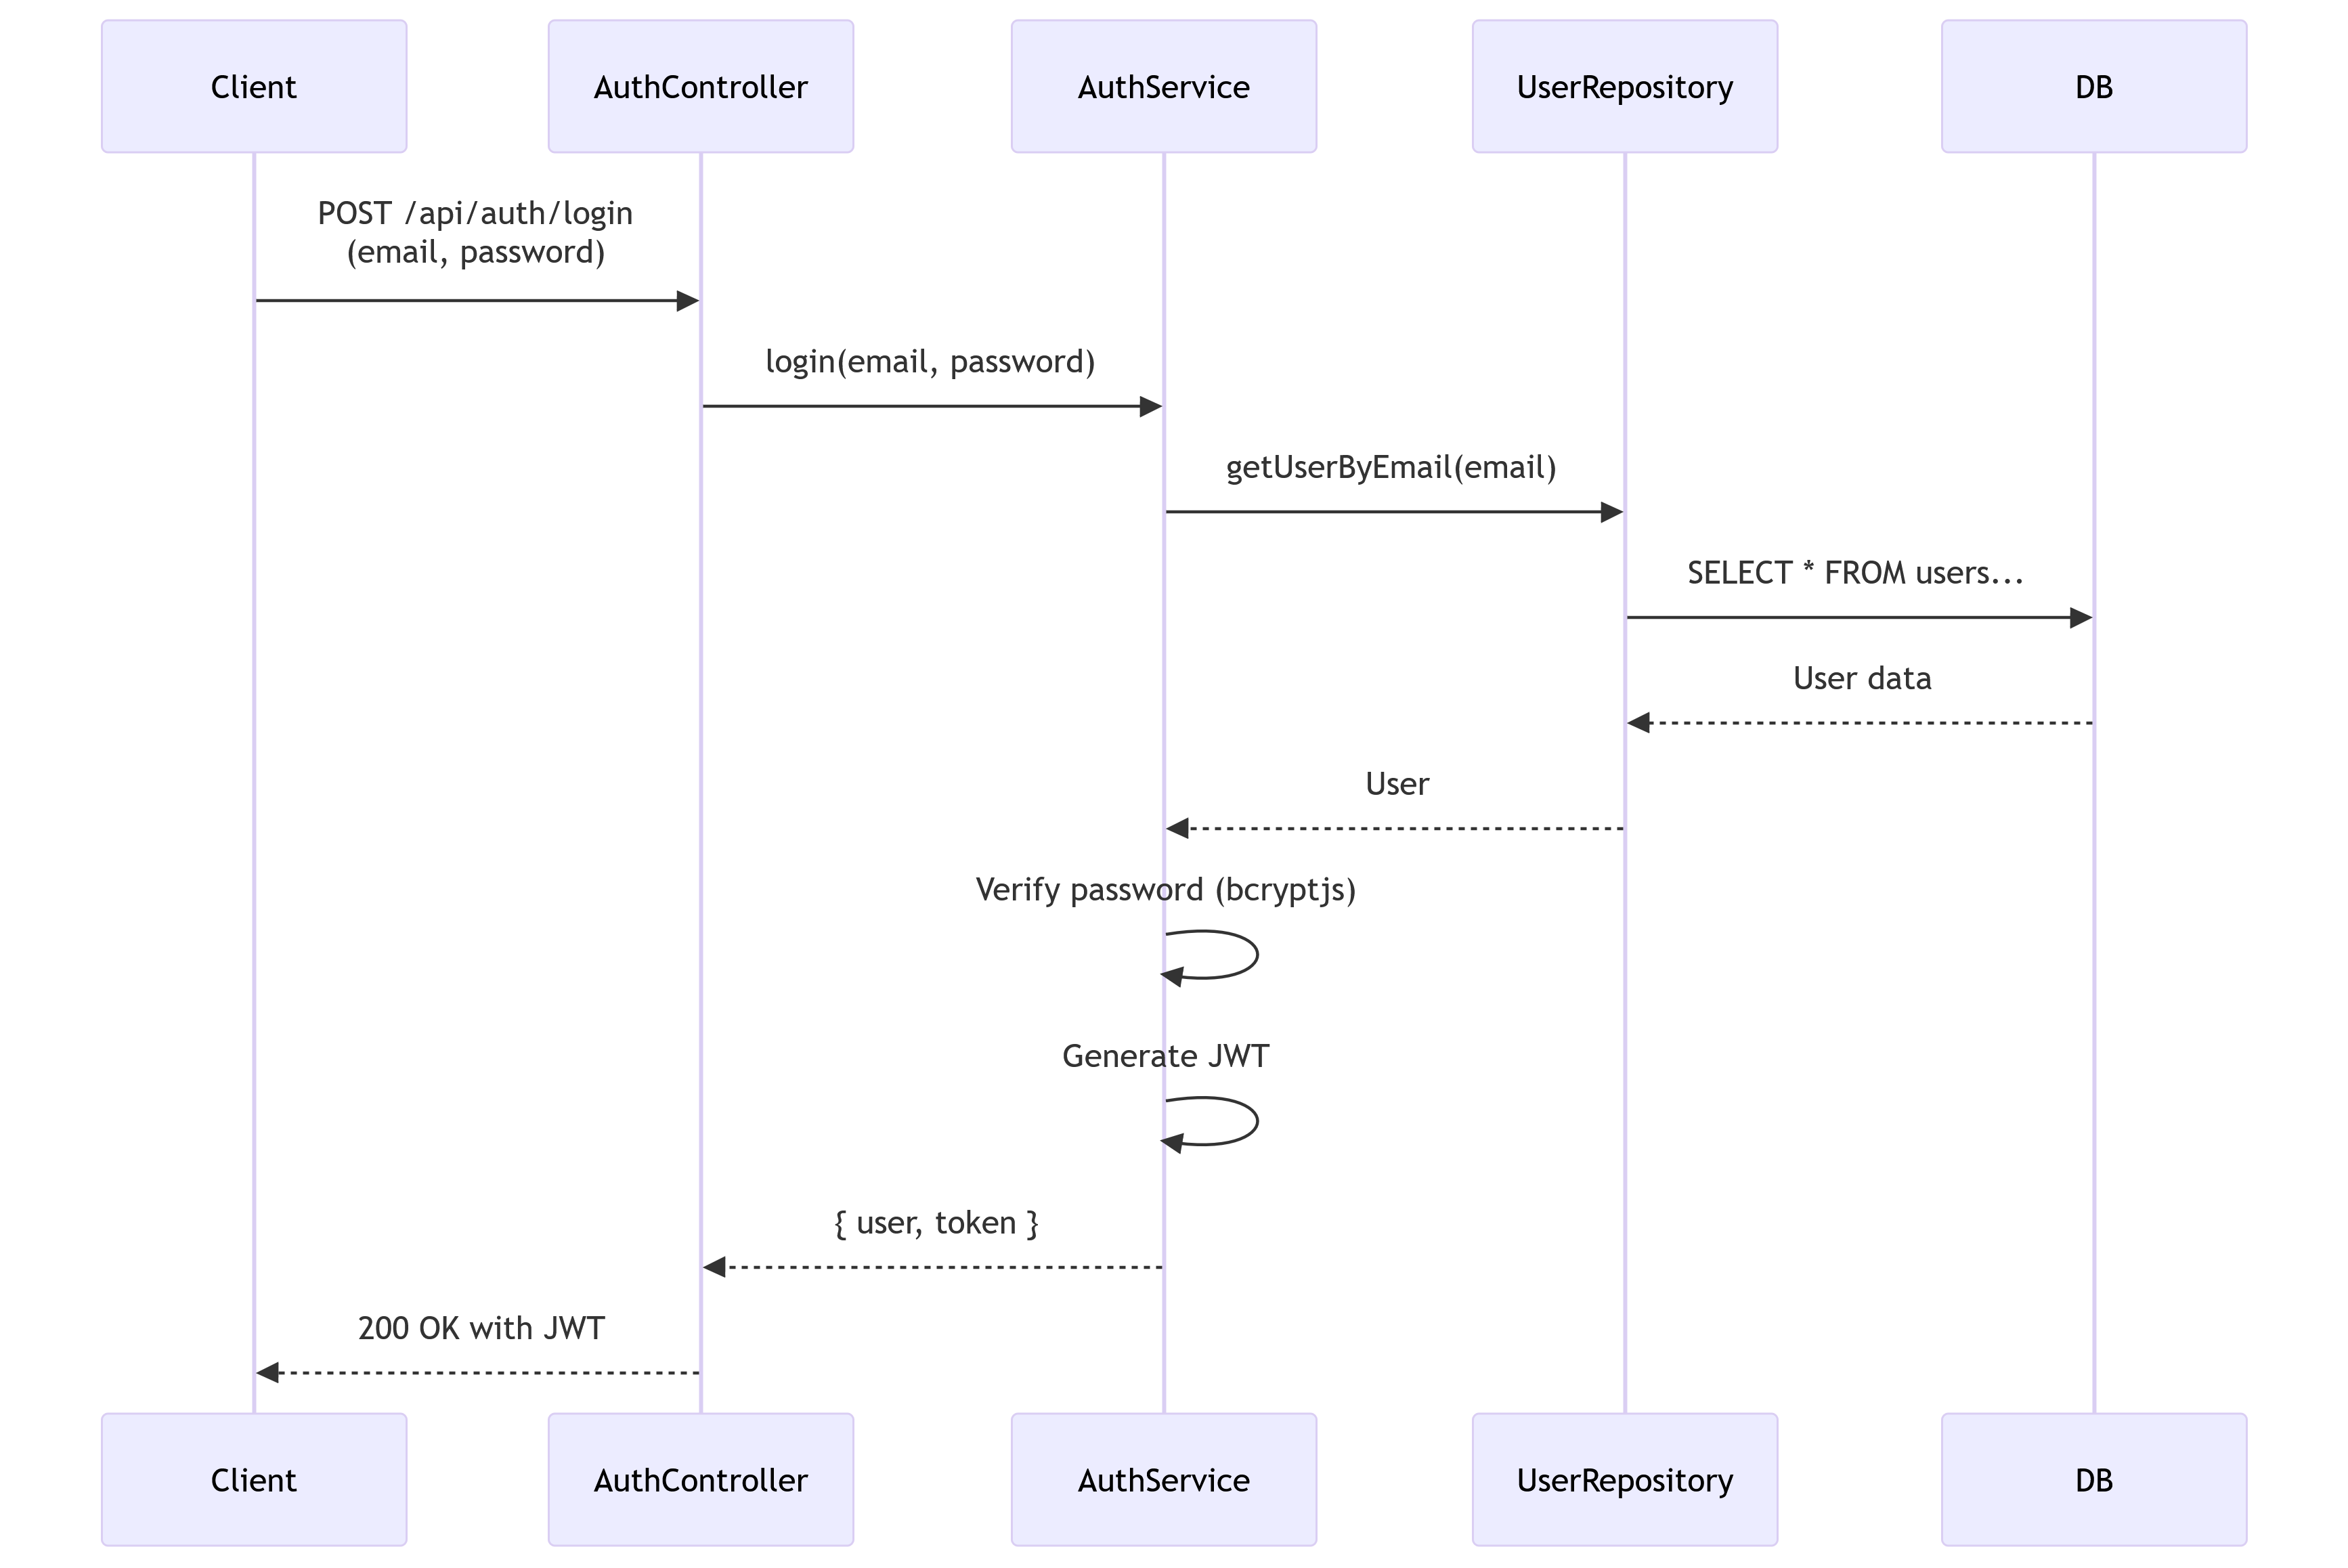 Client
AuthController
AuthService
UserRepository
DB
POST /api/auth/login
(email, password)
login(email, password)
getUserByEmail(email)
SELECT * FROM users...
User data
User
Verify password (bcryptjs)
Generate JWT
{ user, token }
200 OK with JWT
Client
AuthController
AuthService
UserRepository
DB